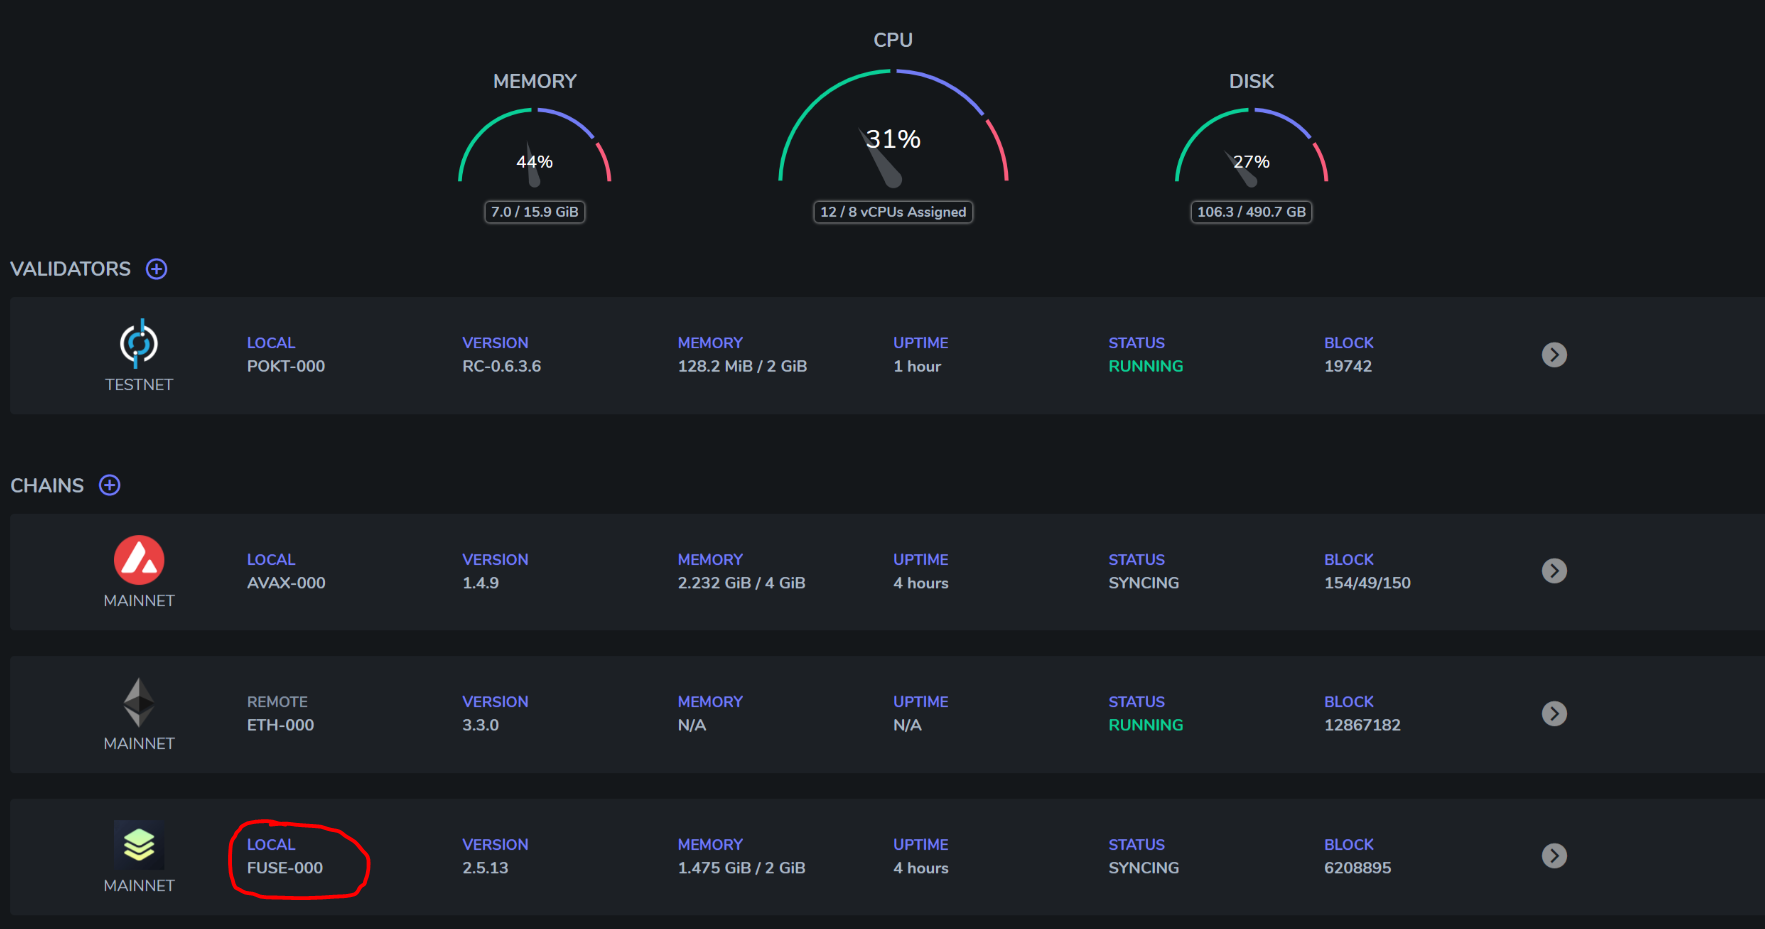 CPU
MEMORY
DISK
31%
44%
27%
7.0 / 15.9 GiB
12 / 8 vCPUs Assigned
106.3 / 490.7 GB
VALIDATORS
LOCAL VERSION MEMORY UPTIME STATUS BLOCK
POKT-000 RC-0.6.3.6 128.2 MiB / 2 GiB 1 hour RUNNING 19742
TESTNET
CHAINS
LOCAL VERSION MEMORY UPTIME STATUS BLOCK
AVAX-000 1.4.9 2.232 GiB / 4 GiB 4 hours SYNCING 154/49/150
MAINNET
REMOTE VERSION MEMORY UPTIME STATUS BLOCK
ETH-000 3.3.0 N/A N/A RUNNING 12867182
MAINNET
LOCAL VERSION MEMORY UPTIME STATUS BLOCK
FUSE-000 2.5.13 1.475 GiB / 2 GiB 4 hours SYNCING 6208895
MAINNET